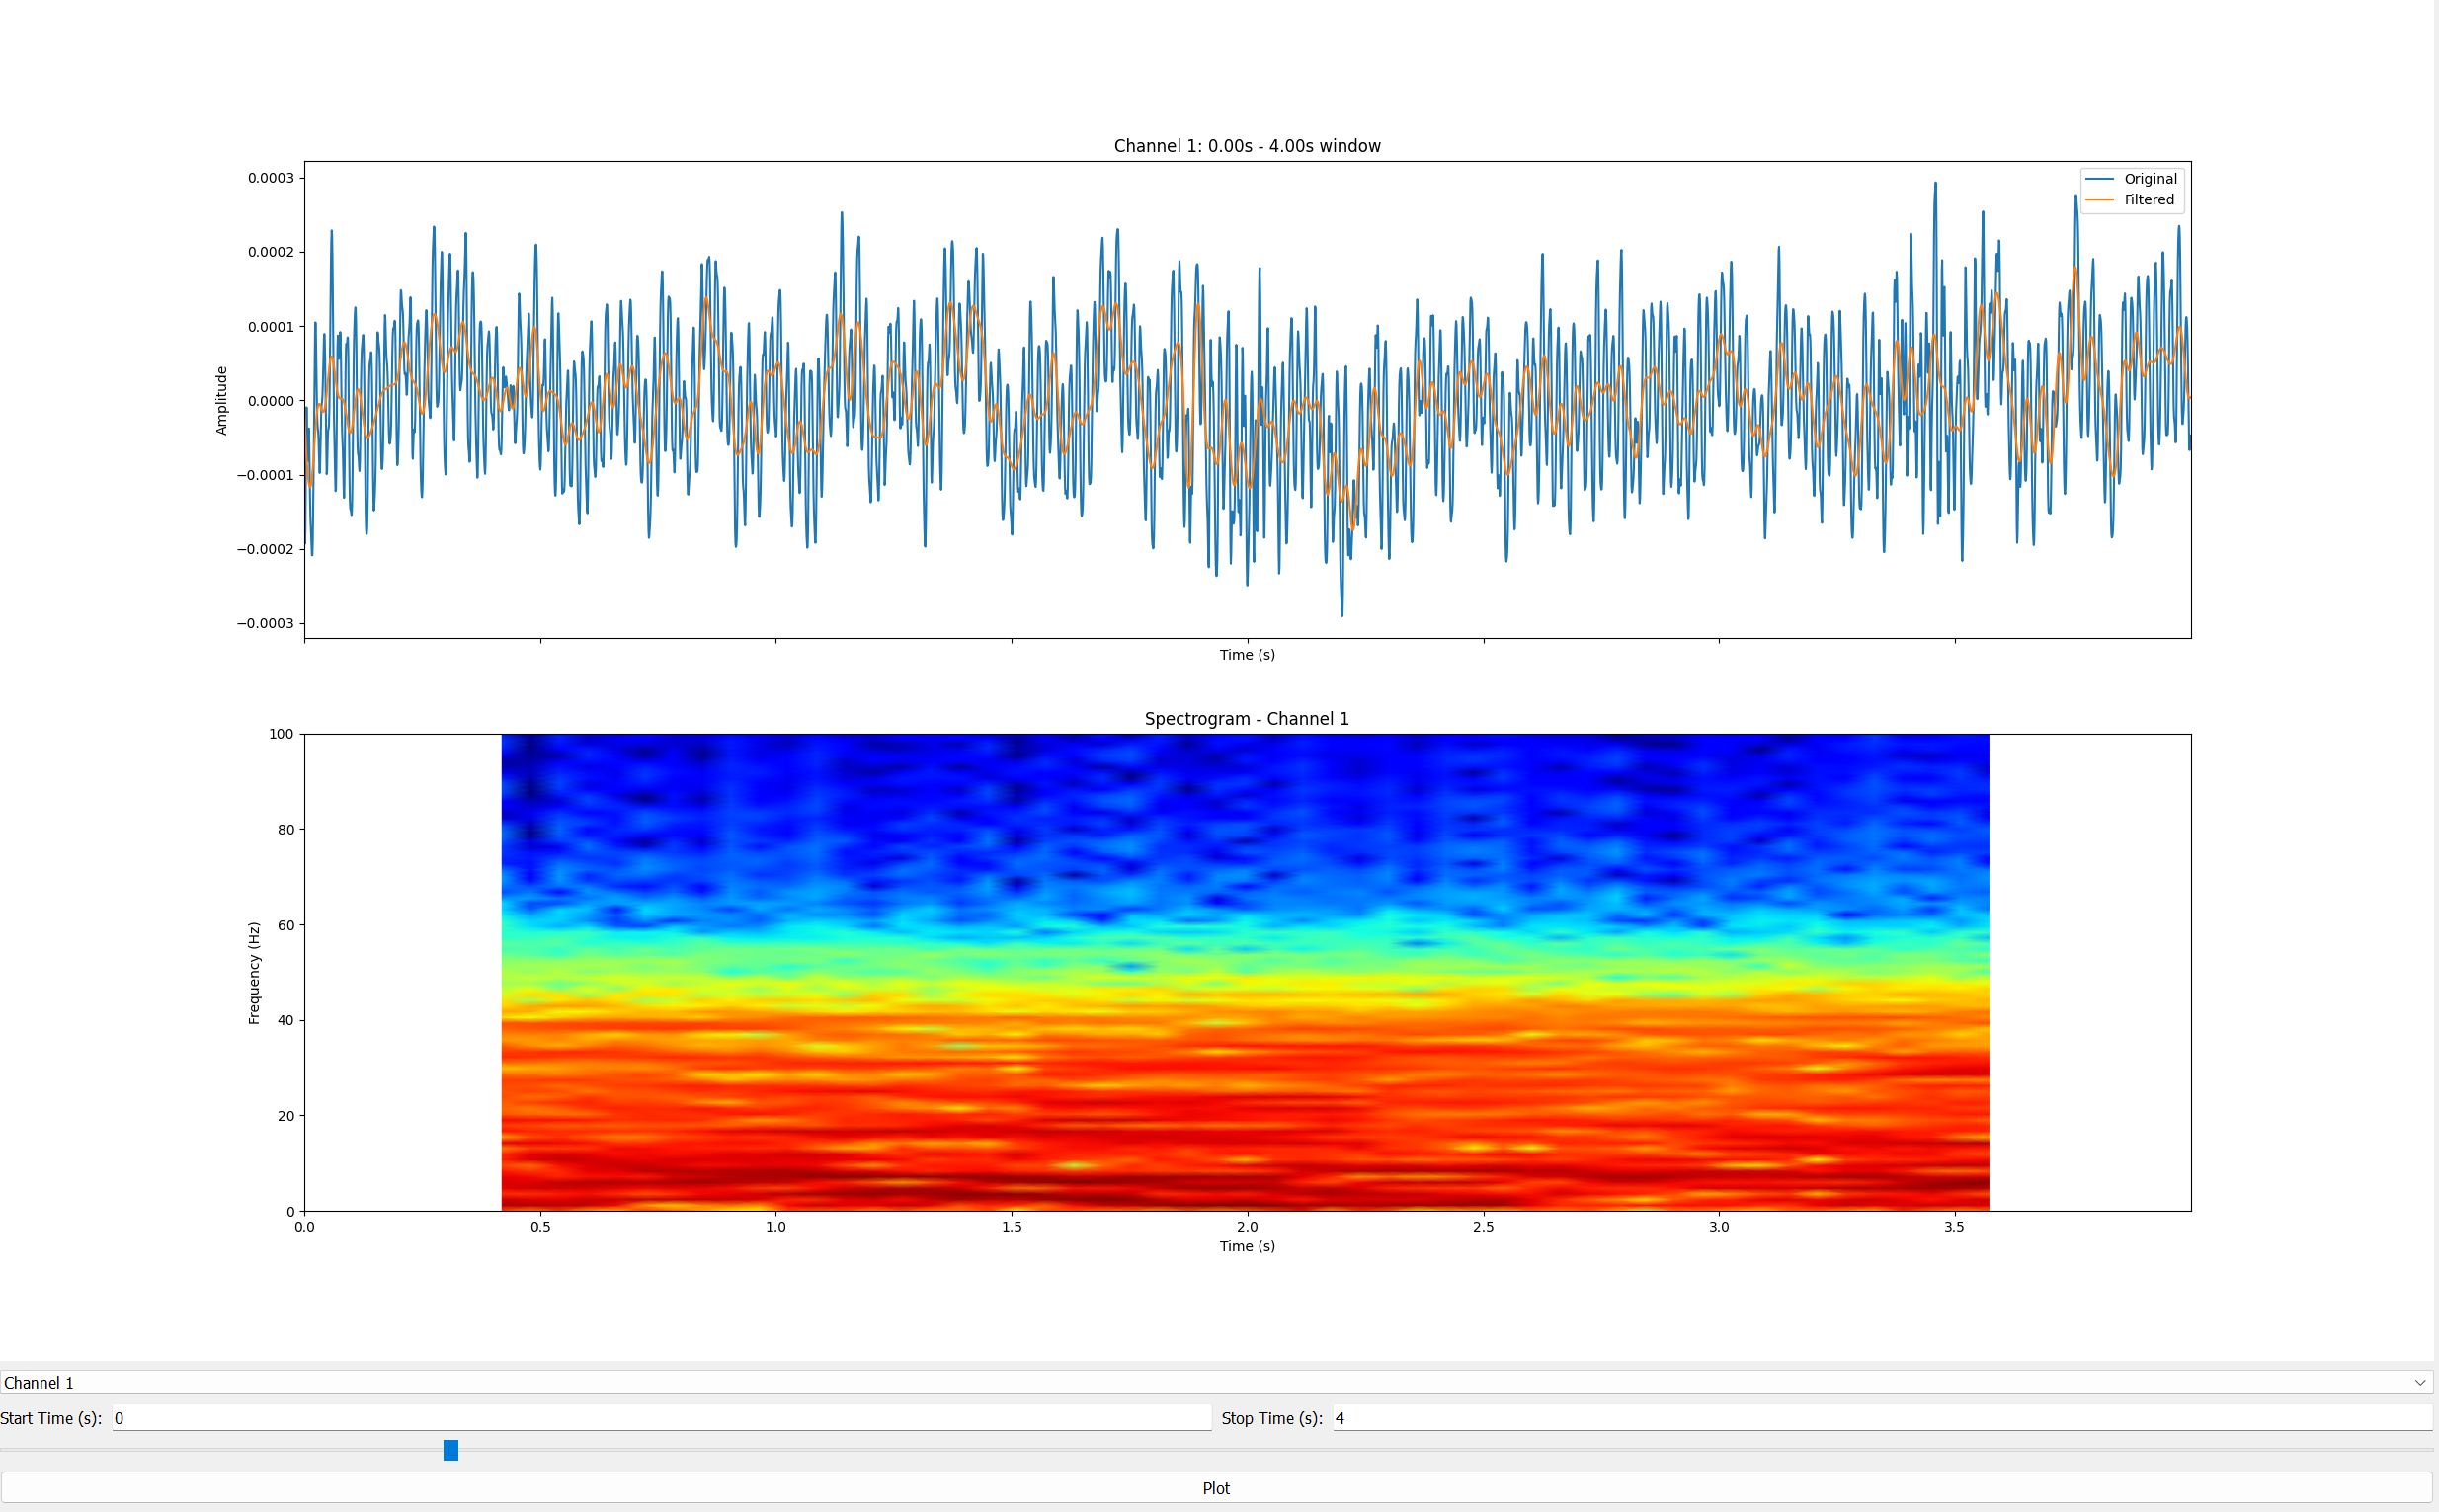 Channel 1: 0.00s - 4.00s window
0.0003
0.0002
0.0001
0.0000
−0.0001
−0.0002
−0.0003
Amplitude
Original
Filtered
Time (s)
Spectrogram - Channel 1
100
80
60
40
20
0
Frequency (Hz)
0.0 0.5 1.0 1.5 2.0 2.5 3.0 3.5
Time (s)
Channel 1
Start Time (s): 0 Stop Time (s): 4
Plot